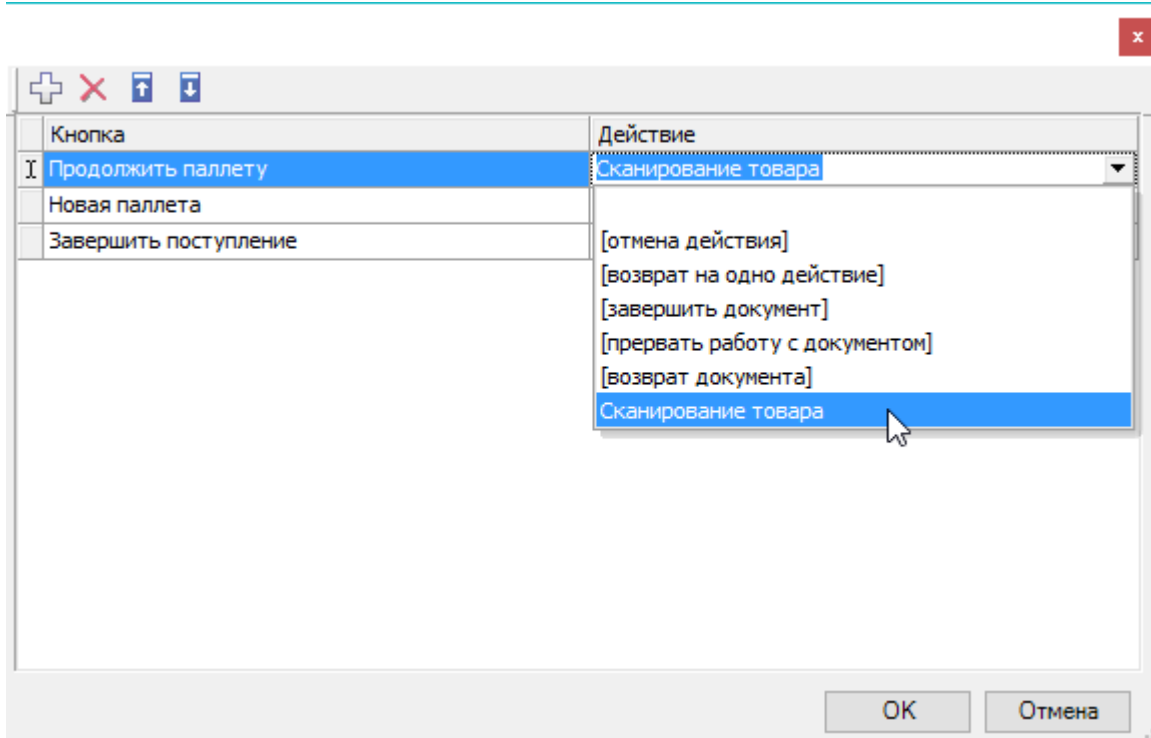 x
Кнопка Действие
Продолжить паллету Сканирование товара
Новая паллета
Завершить поступление [отмена действия]
[возврат на одно действие]
[завершить документ]
[прервать работу с документом]
[возврат документа]
Сканирование товара
OK Отмена